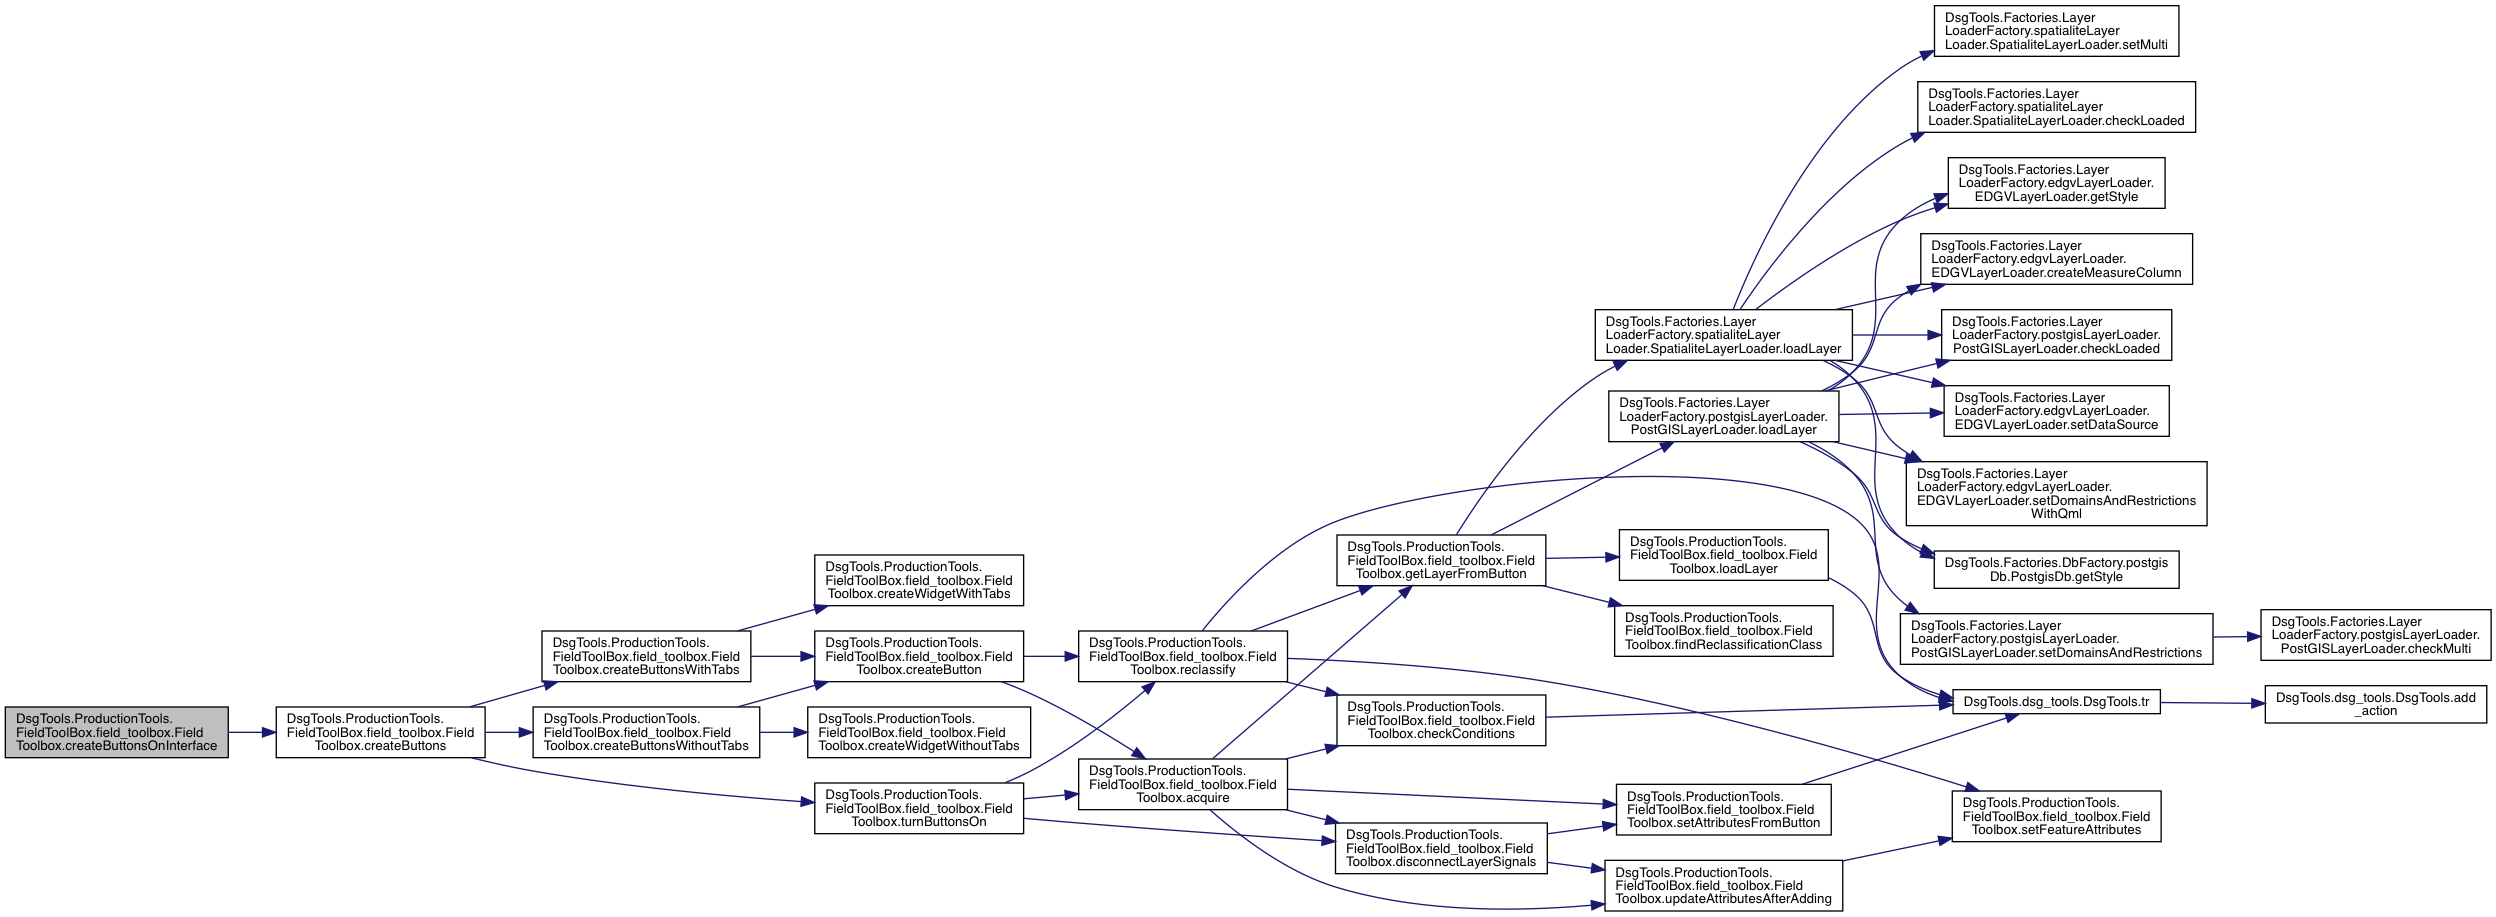 DsgTools.ProductionTools.
FieldToolBox.field_toolbox.Field
Toolbox.createButtonsOnInterface
DsgTools.ProductionTools.
FieldToolBox.field_toolbox.Field
Toolbox.createButtons
DsgTools.ProductionTools.
FieldToolBox.field_toolbox.Field
Toolbox.createButtonsWithTabs
DsgTools.ProductionTools.
FieldToolBox.field_toolbox.Field
Toolbox.createButtonsWithoutTabs
DsgTools.ProductionTools.
FieldToolBox.field_toolbox.Field
Toolbox.createWidgetWithTabs
DsgTools.ProductionTools.
FieldToolBox.field_toolbox.Field
Toolbox.createButton
DsgTools.ProductionTools.
FieldToolBox.field_toolbox.Field
Toolbox.createWidgetWithoutTabs
DsgTools.ProductionTools.
FieldToolBox.field_toolbox.Field
Toolbox.turnButtonsOn
DsgTools.ProductionTools.
FieldToolBox.field_toolbox.Field
Toolbox.reclassify
DsgTools.ProductionTools.
FieldToolBox.field_toolbox.Field
Toolbox.acquire
DsgTools.ProductionTools.
FieldToolBox.field_toolbox.Field
Toolbox.getLayerFromButton
DsgTools.ProductionTools.
FieldToolBox.field_toolbox.Field
Toolbox.checkConditions
DsgTools.ProductionTools.
FieldToolBox.field_toolbox.Field
Toolbox.disconnectLayerSignals
DsgTools.Factories.Layer
LoaderFactory.spatialiteLayer
Loader.SpatialiteLayerLoader.loadLayer
DsgTools.Factories.Layer
LoaderFactory.postgisLayerLoader.
PostGISLayerLoader.loadLayer
DsgTools.ProductionTools.
FieldToolBox.field_toolbox.Field
Toolbox.loadLayer
DsgTools.ProductionTools.
FieldToolBox.field_toolbox.Field
Toolbox.findReclassificationClass
DsgTools.ProductionTools.
FieldToolBox.field_toolbox.Field
Toolbox.setAttributesFromButton
DsgTools.ProductionTools.
FieldToolBox.field_toolbox.Field
Toolbox.updateAttributesAfterAdding
DsgTools.Factories.Layer
LoaderFactory.spatialiteLayer
Loader.SpatialiteLayerLoader.setMulti
DsgTools.Factories.Layer
LoaderFactory.spatialiteLayer
Loader.SpatialiteLayerLoader.checkLoaded
DsgTools.Factories.Layer
LoaderFactory.edgvLayerLoader.
EDGVLayerLoader.getStyle
DsgTools.Factories.Layer
LoaderFactory.edgvLayerLoader.
EDGVLayerLoader.createMeasureColumn
DsgTools.Factories.Layer
LoaderFactory.postgisLayerLoader.
PostGISLayerLoader.checkLoaded
DsgTools.Factories.Layer
LoaderFactory.edgvLayerLoader.
EDGVLayerLoader.setDataSource
DsgTools.Factories.Layer
LoaderFactory.edgvLayerLoader.
EDGVLayerLoader.setDomainsAndRestrictions
WithQml
DsgTools.Factories.DbFactory.postgis
Db.PostgisDb.getStyle
DsgTools.Factories.Layer
LoaderFactory.postgisLayerLoader.
PostGISLayerLoader.setDomainsAndRestrictions
DsgTools.dsg_tools.DsgTools.tr
DsgTools.ProductionTools.
FieldToolBox.field_toolbox.Field
Toolbox.setFeatureAttributes
DsgTools.Factories.Layer
LoaderFactory.postgisLayerLoader.
PostGISLayerLoader.checkMulti
DsgTools.dsg_tools.DsgTools.add
_action